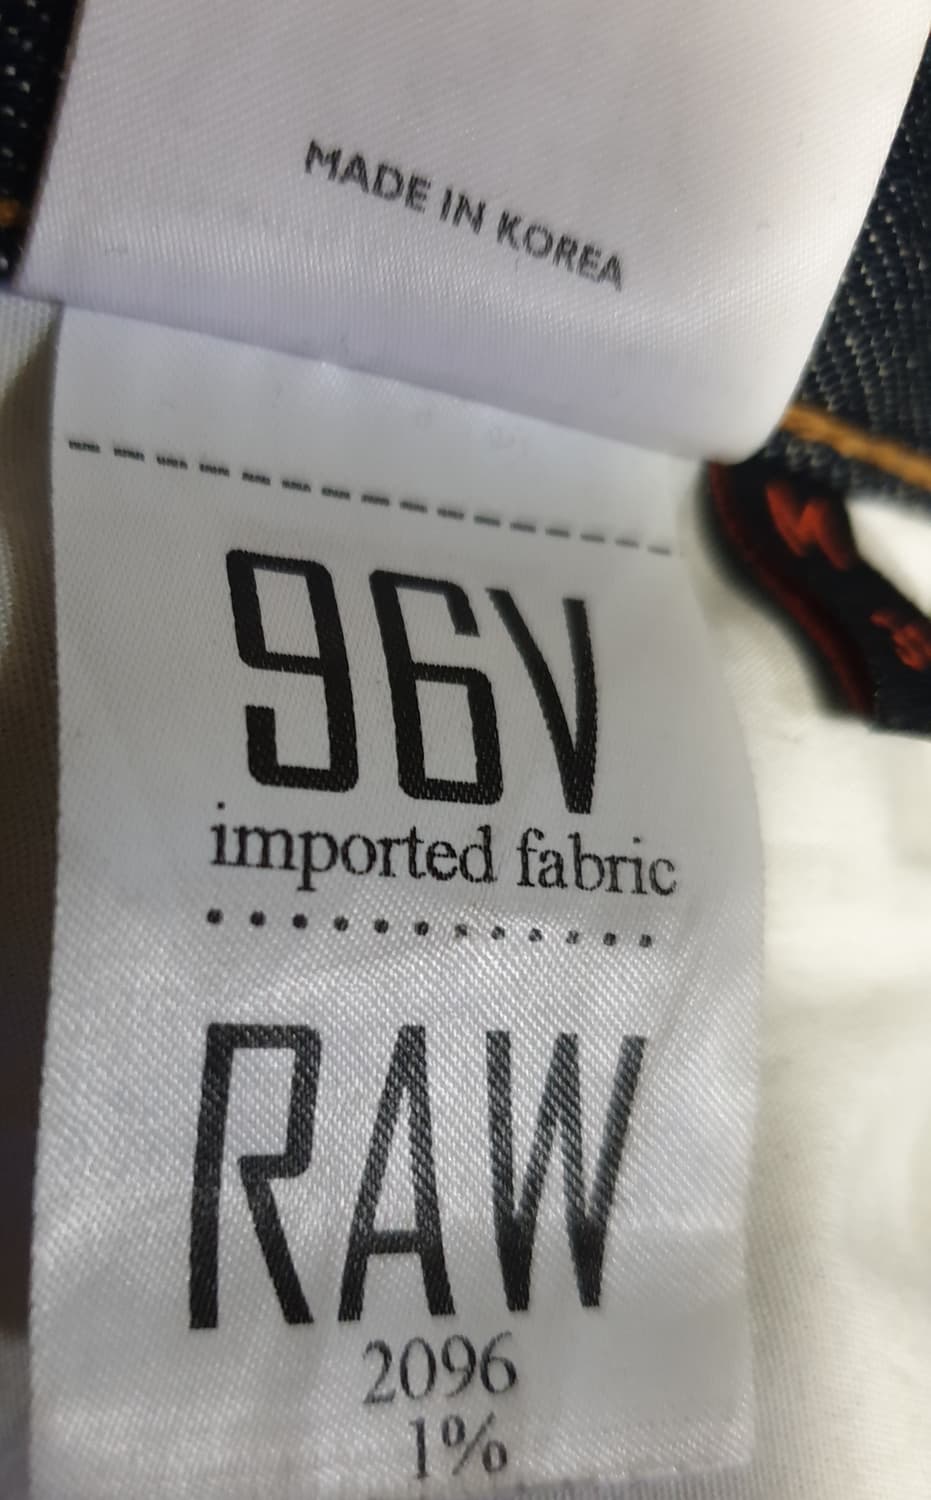 MADE IN KOREA
96V
imported fabric
RAW
2096
1%